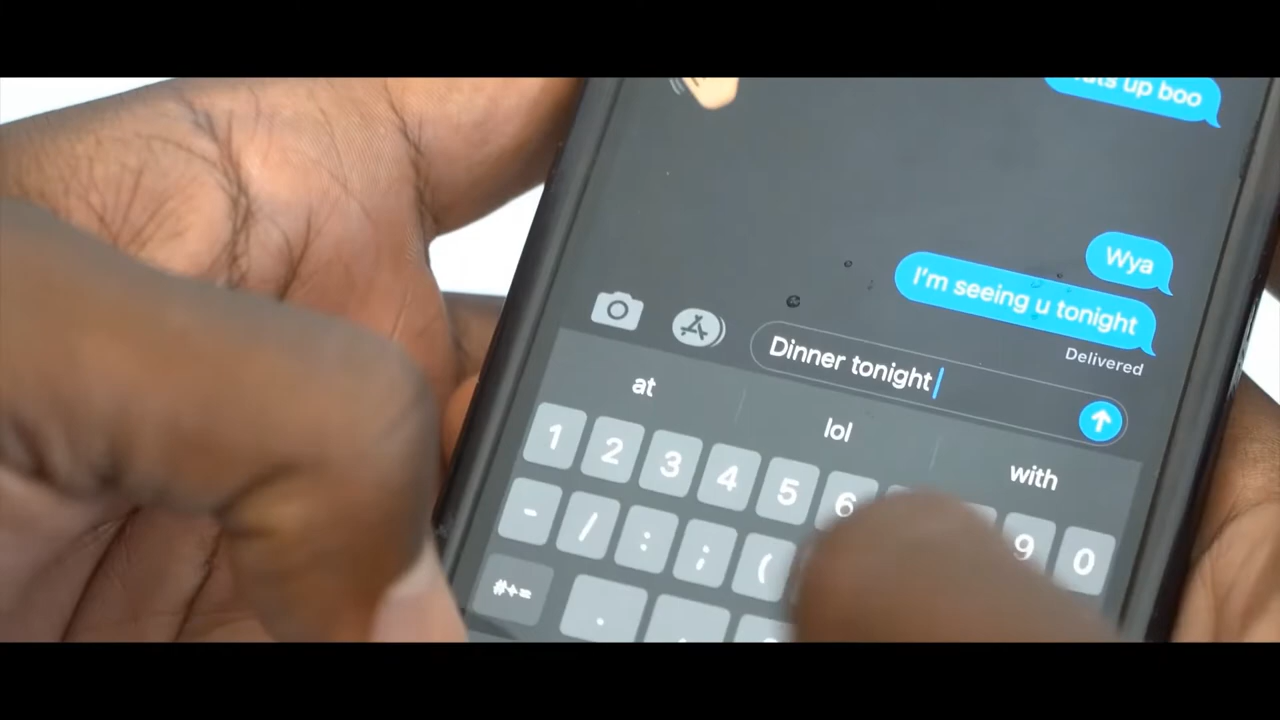 up boo
Wya
I'm seeing u tonight
Delivered
Dinner tonight
at lol with
1 2 3 4 5 6 9 0
- / : ; (
#+=
. ,